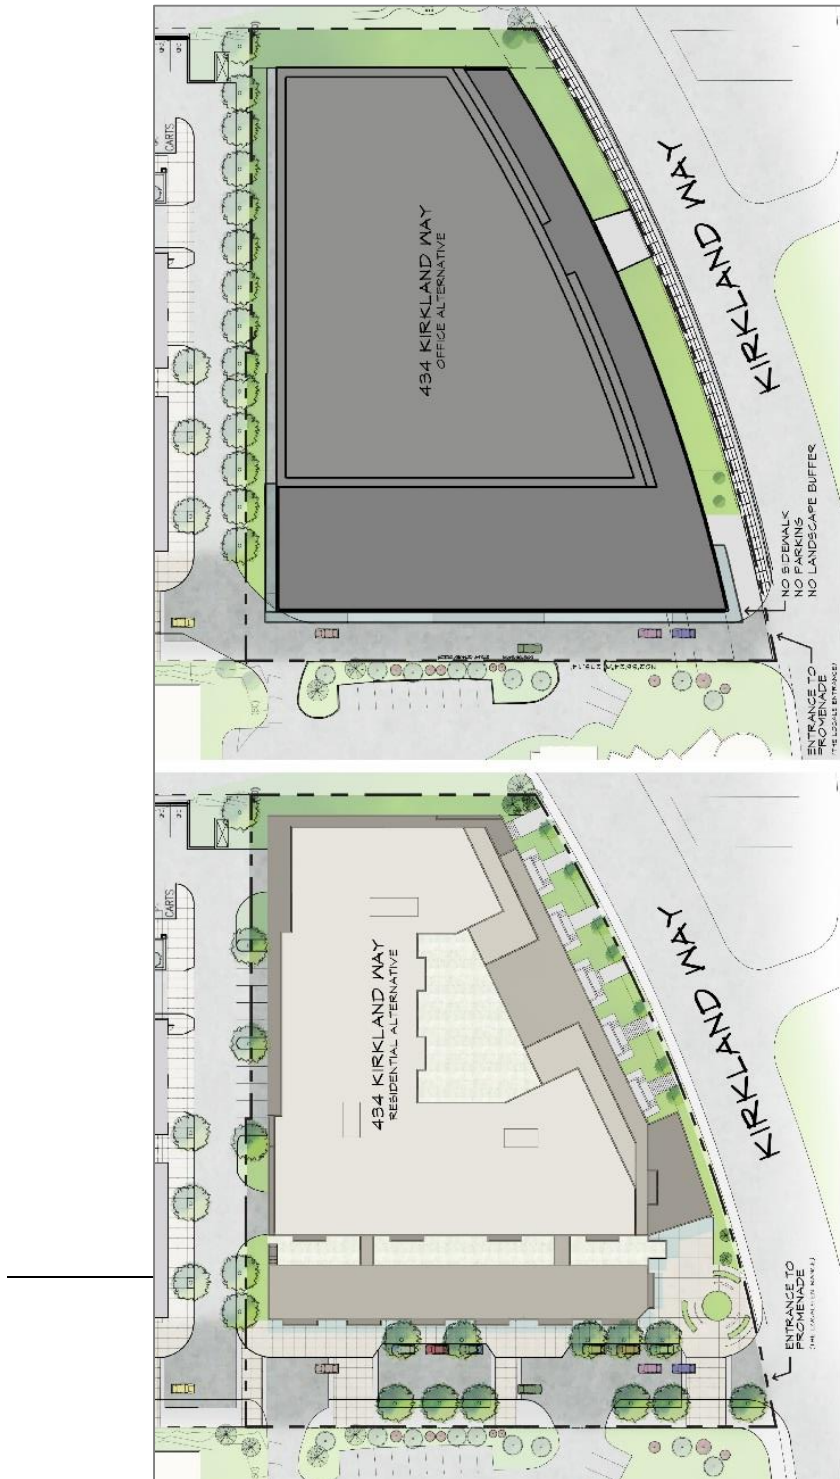 CARTS
434 KIRKLAND WAY
OFFICE ALTERNATIVE
KIRKLAND WAY
NO SIDEWALK
NO PARKING
NO LANDSCAPE BUFFER
ENTRANCE TO
PROMENADE
CARTS
434 KIRKLAND WAY
RESIDENTIAL ALTERNATIVE
KIRKLAND WAY
ENTRANCE TO
PROMENADE